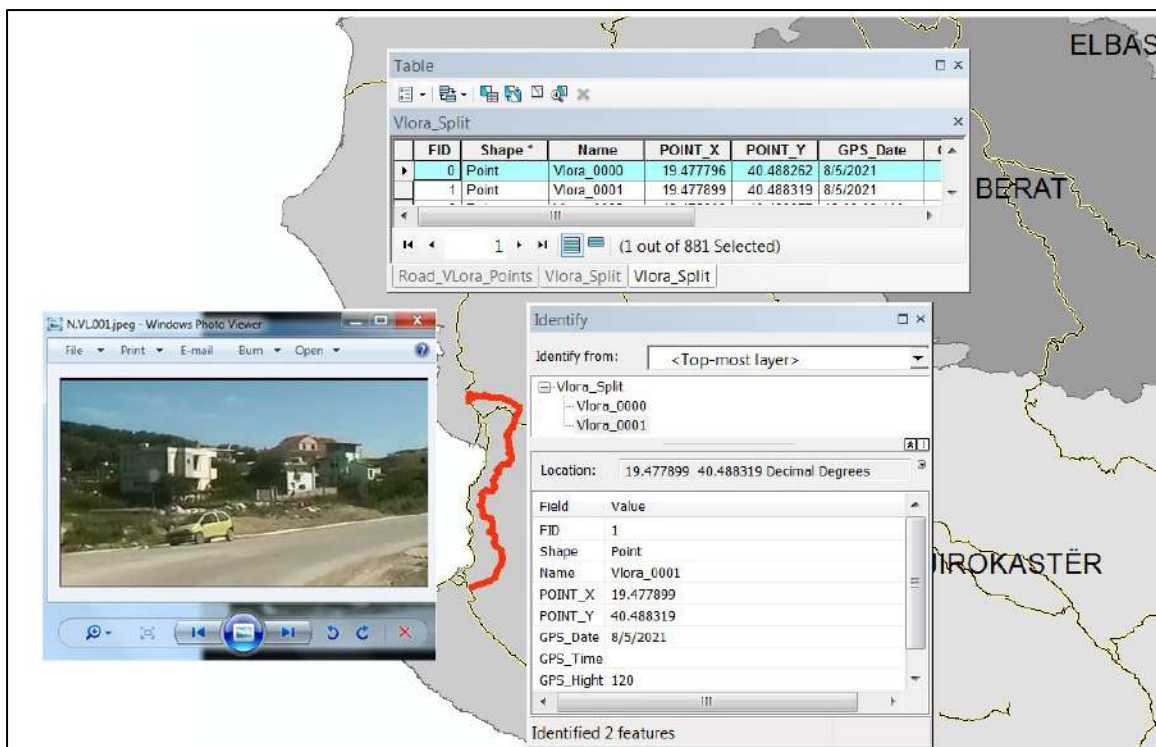 ELBAS
Table
Vlora_Split
FID Shape * Name POINT_X POINT_Y GPS_Date
0 Point Vlora_0000 19.477796 40.488262 8/5/2021
1 Point Vlora_0001 19.477899 40.488319 8/5/2021
1 (1 out of 881 Selected)
Road_VLora_Points Vlora_Split Vlora_Split
BERAT
N.VL001.jpeg - Windows Photo Viewer
File Print E-mail Burn Open
Identify
Identify from: <Top-most layer>
Vlora_Split
Vlora_0000
Vlora_0001
Location: 19.477899 40.488319 Decimal Degrees
Field Value
FID 1
Shape Point
Name Vlora_0001
POINT_X 19.477899
POINT_Y 40.488319
GPS_Date 8/5/2021
GPS_Time
GPS_Hight 120
Identified 2 features
JIROKASTËR